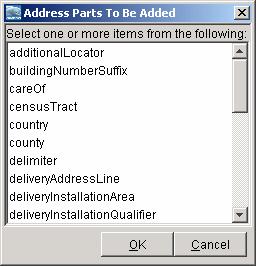 Address Parts To Be Added
Select one or more items from the following:
additionalLocator
buildingNumberSuffix
careOf
censusTract
country
county
delimiter
deliveryAddressLine
deliveryInstallationArea
deliveryInstallationQualifier
OK Cancel